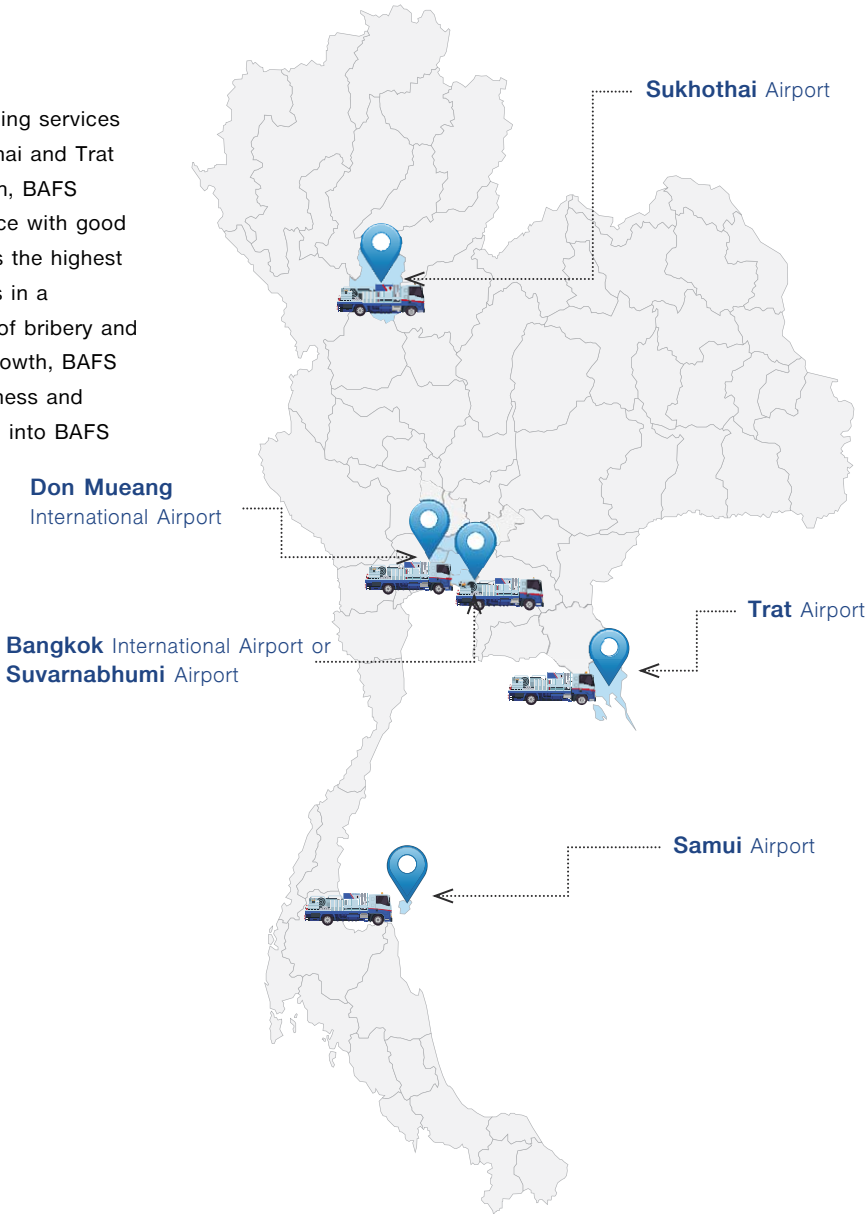 Sukhothai Airport
ing services
nai and Trat
n, BAFS
ce with good
s the highest
s in a
of bribery and
owth, BAFS
ness and
into BAFS
Don Mueang
International Airport
Trat Airport
Bangkok International Airport or
Suvarnabhumi Airport
Samui Airport